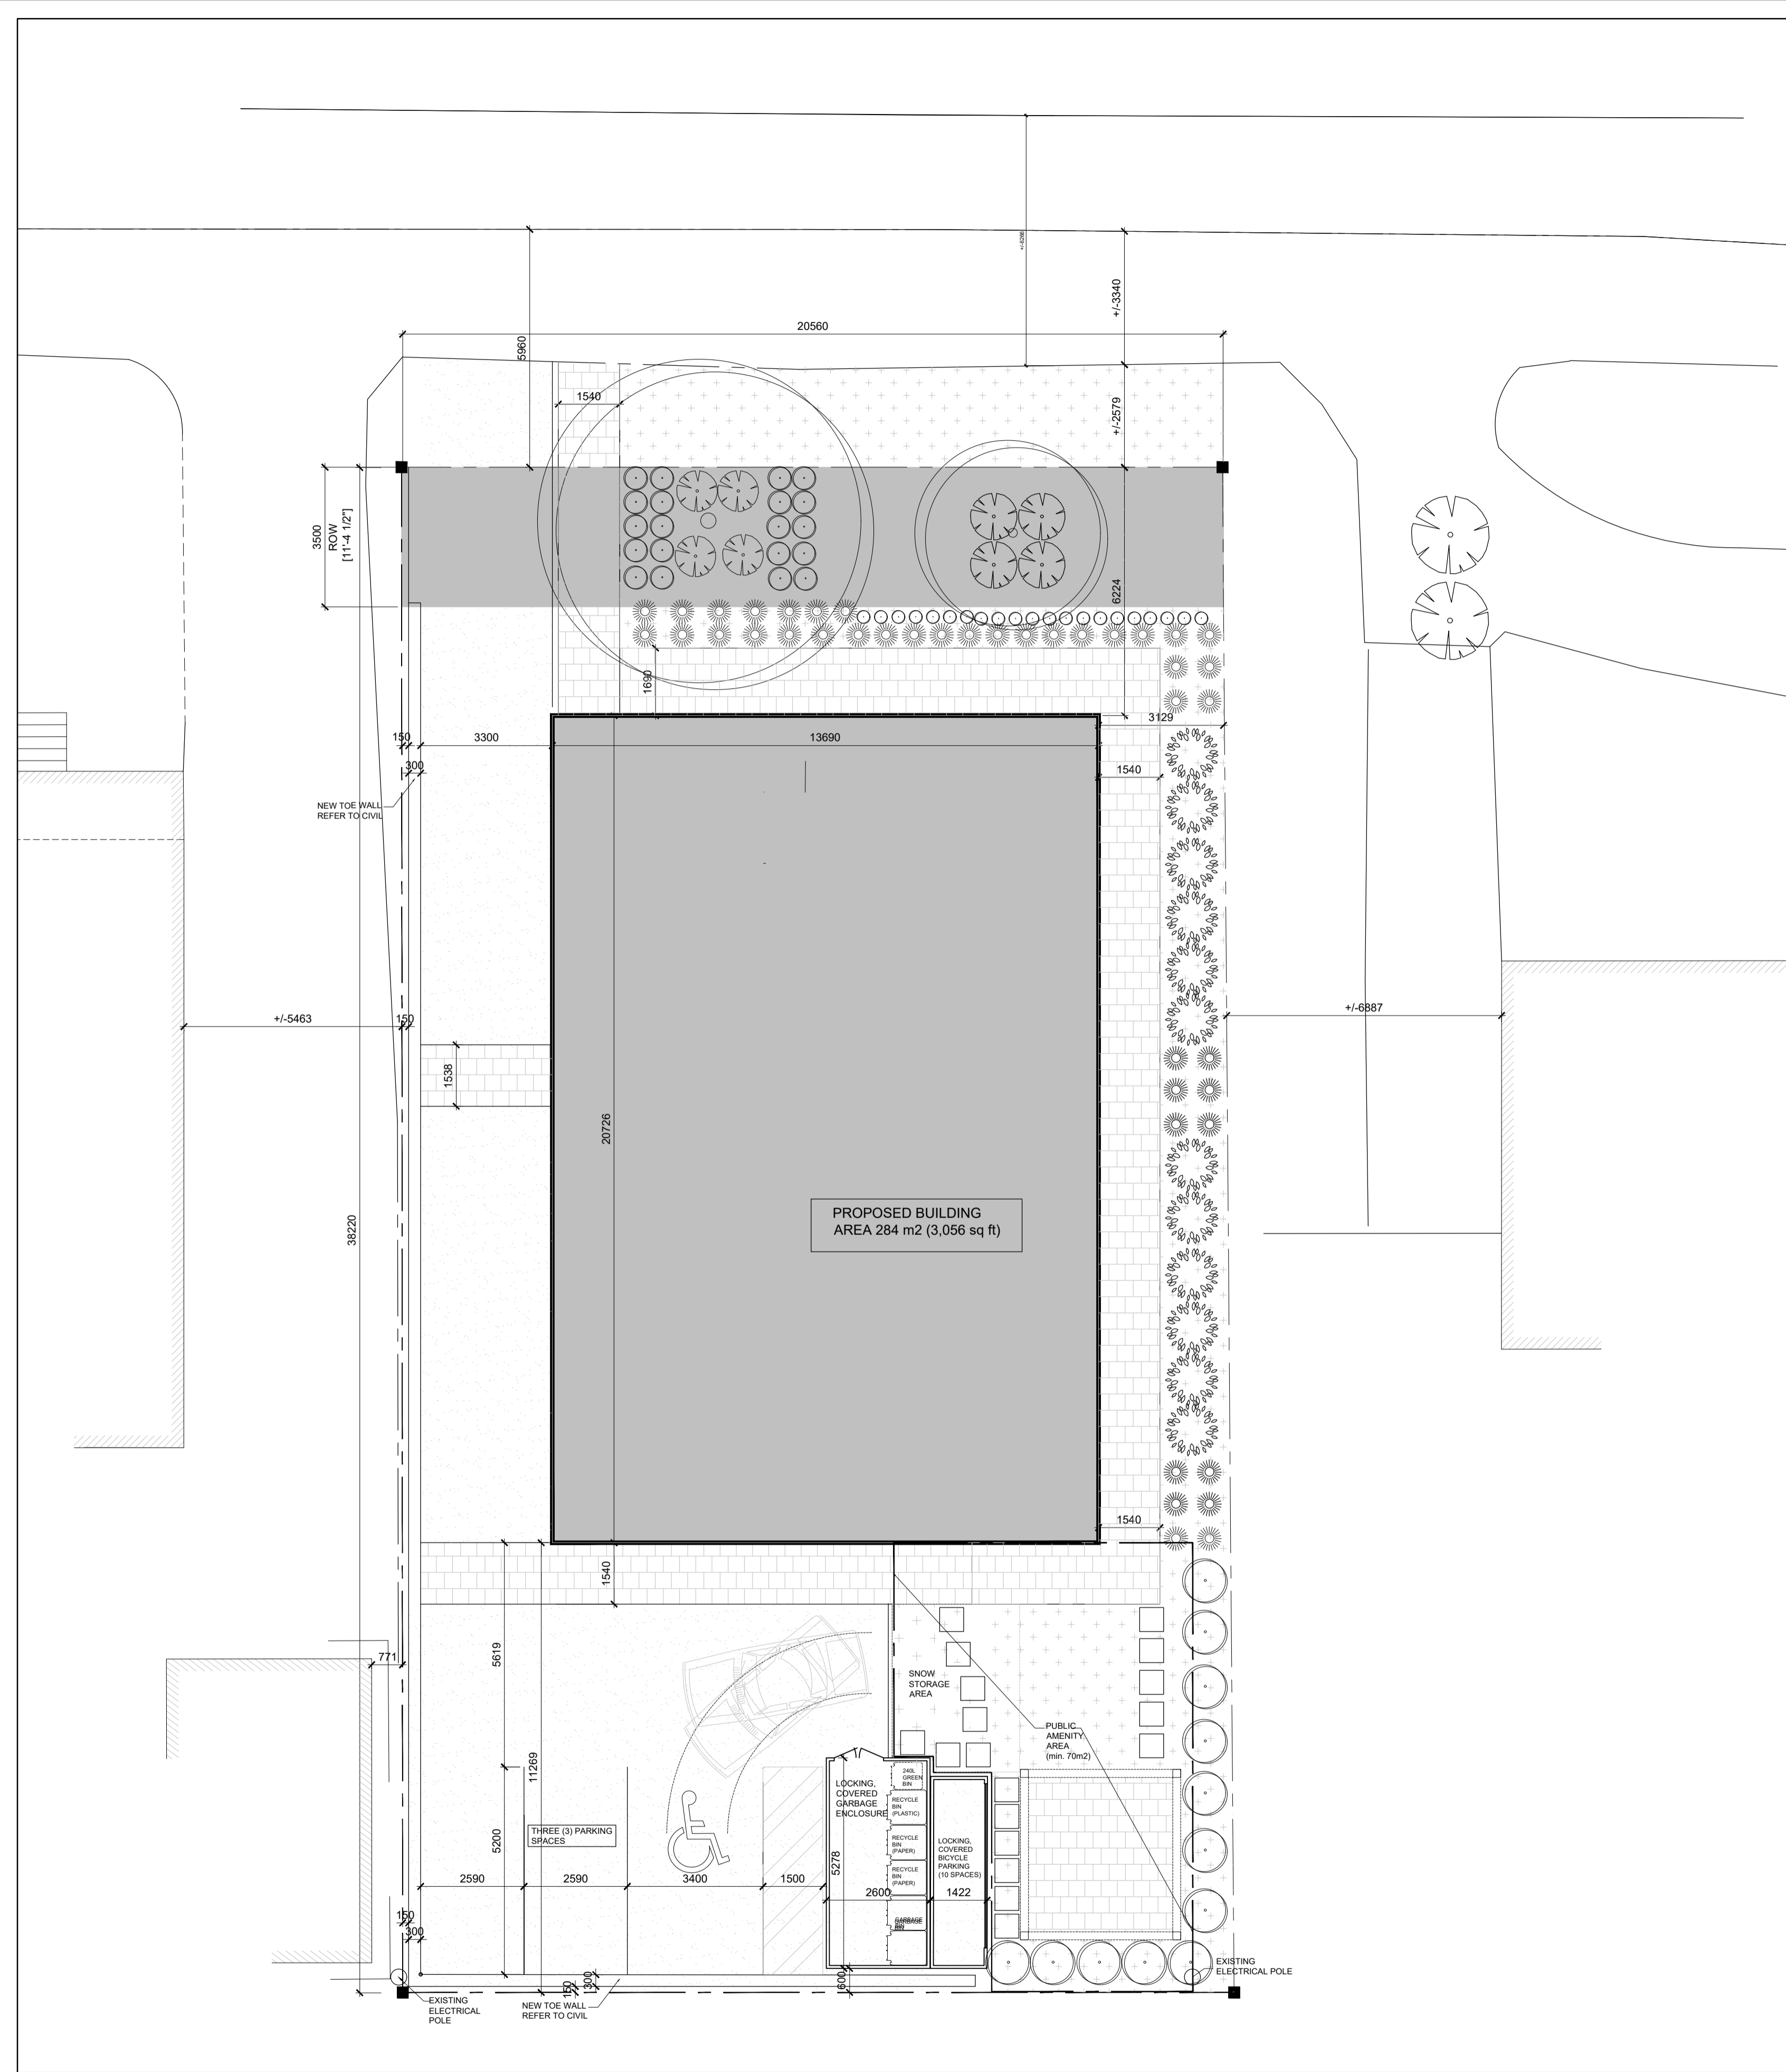 +/-6268
+/-3340
20560
5960
1540
+/-2579
3500
ROW
[11'-4 1/2"]
6224
1690
3129
150
3300
13690
300
1540
NEW TOE WALL
REFER TO CIVIL
+/-5463
150
+/-6887
1538
20726
38220
PROPOSED BUILDING
AREA 284 m2 (3,056 sq ft)
1540
1540
5619
771
SNOW
STORAGE
AREA
PUBLIC
AMENITY
AREA
(min. 70m2)
11269
LOCKING,
COVERED
GARBAGE
ENCLOSURE
240L
GREEN
BIN
RECYCLE
BIN
(PLASTIC)
THREE (3) PARKING
SPACES
5200
RECYCLE
BIN
(PAPER)
LOCKING,
COVERED
BICYCLE
PARKING
(10 SPACES)
5278
RECYCLE
BIN
(PAPER)
2590
2590
3400
1500
2600
1422
GARBAGE
BIN
150
300
300
150
600
EXISTING
ELECTRICAL POLE
EXISTING
ELECTRICAL
POLE
NEW TOE WALL
REFER TO CIVIL